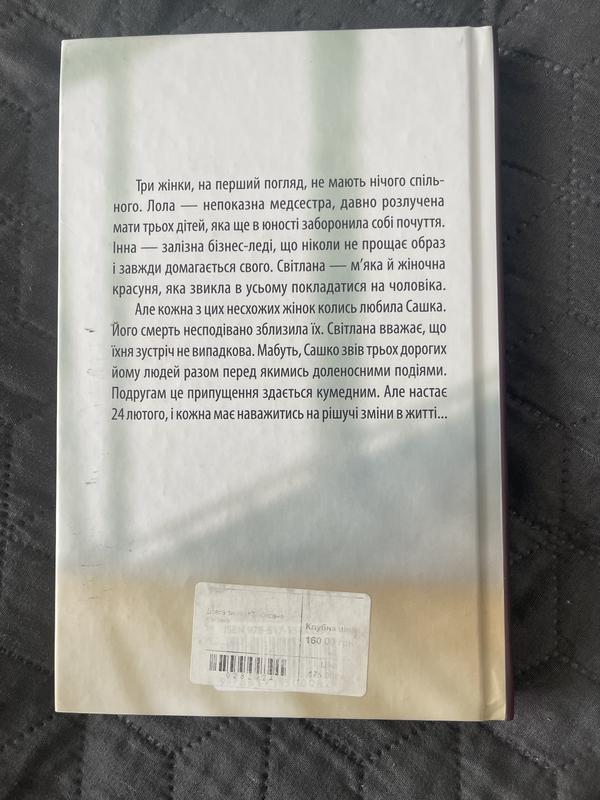 Три жінки, на перший погляд, не мають нічого спіль-
ного. Лола — непоказна медсестра, давно розлучена
мати трьох дітей, яка ще в юності заборонила собі почуття.
Інна — залізна бізнес-леді, що ніколи не прощає образ
і завжди домагається свого. Світлана — м’яка й жіночна
красуня, яка звикла в усьому покладатися на чоловіка.
Але кожна з цих несхожих жінок колись любила Сашка.
Його смерть несподівано зблизила їх. Світлана вважає, що
їхня зустріч не випадкова. Мабуть, Сашко звів трьох дорогих
йому людей разом перед якимись доленосними подіями.
Подругам це припущення здається кумедним. Але настає
24 лютого, і кожна має наважитись на рішучі зміни в житті...
Клубна
160.00 грн